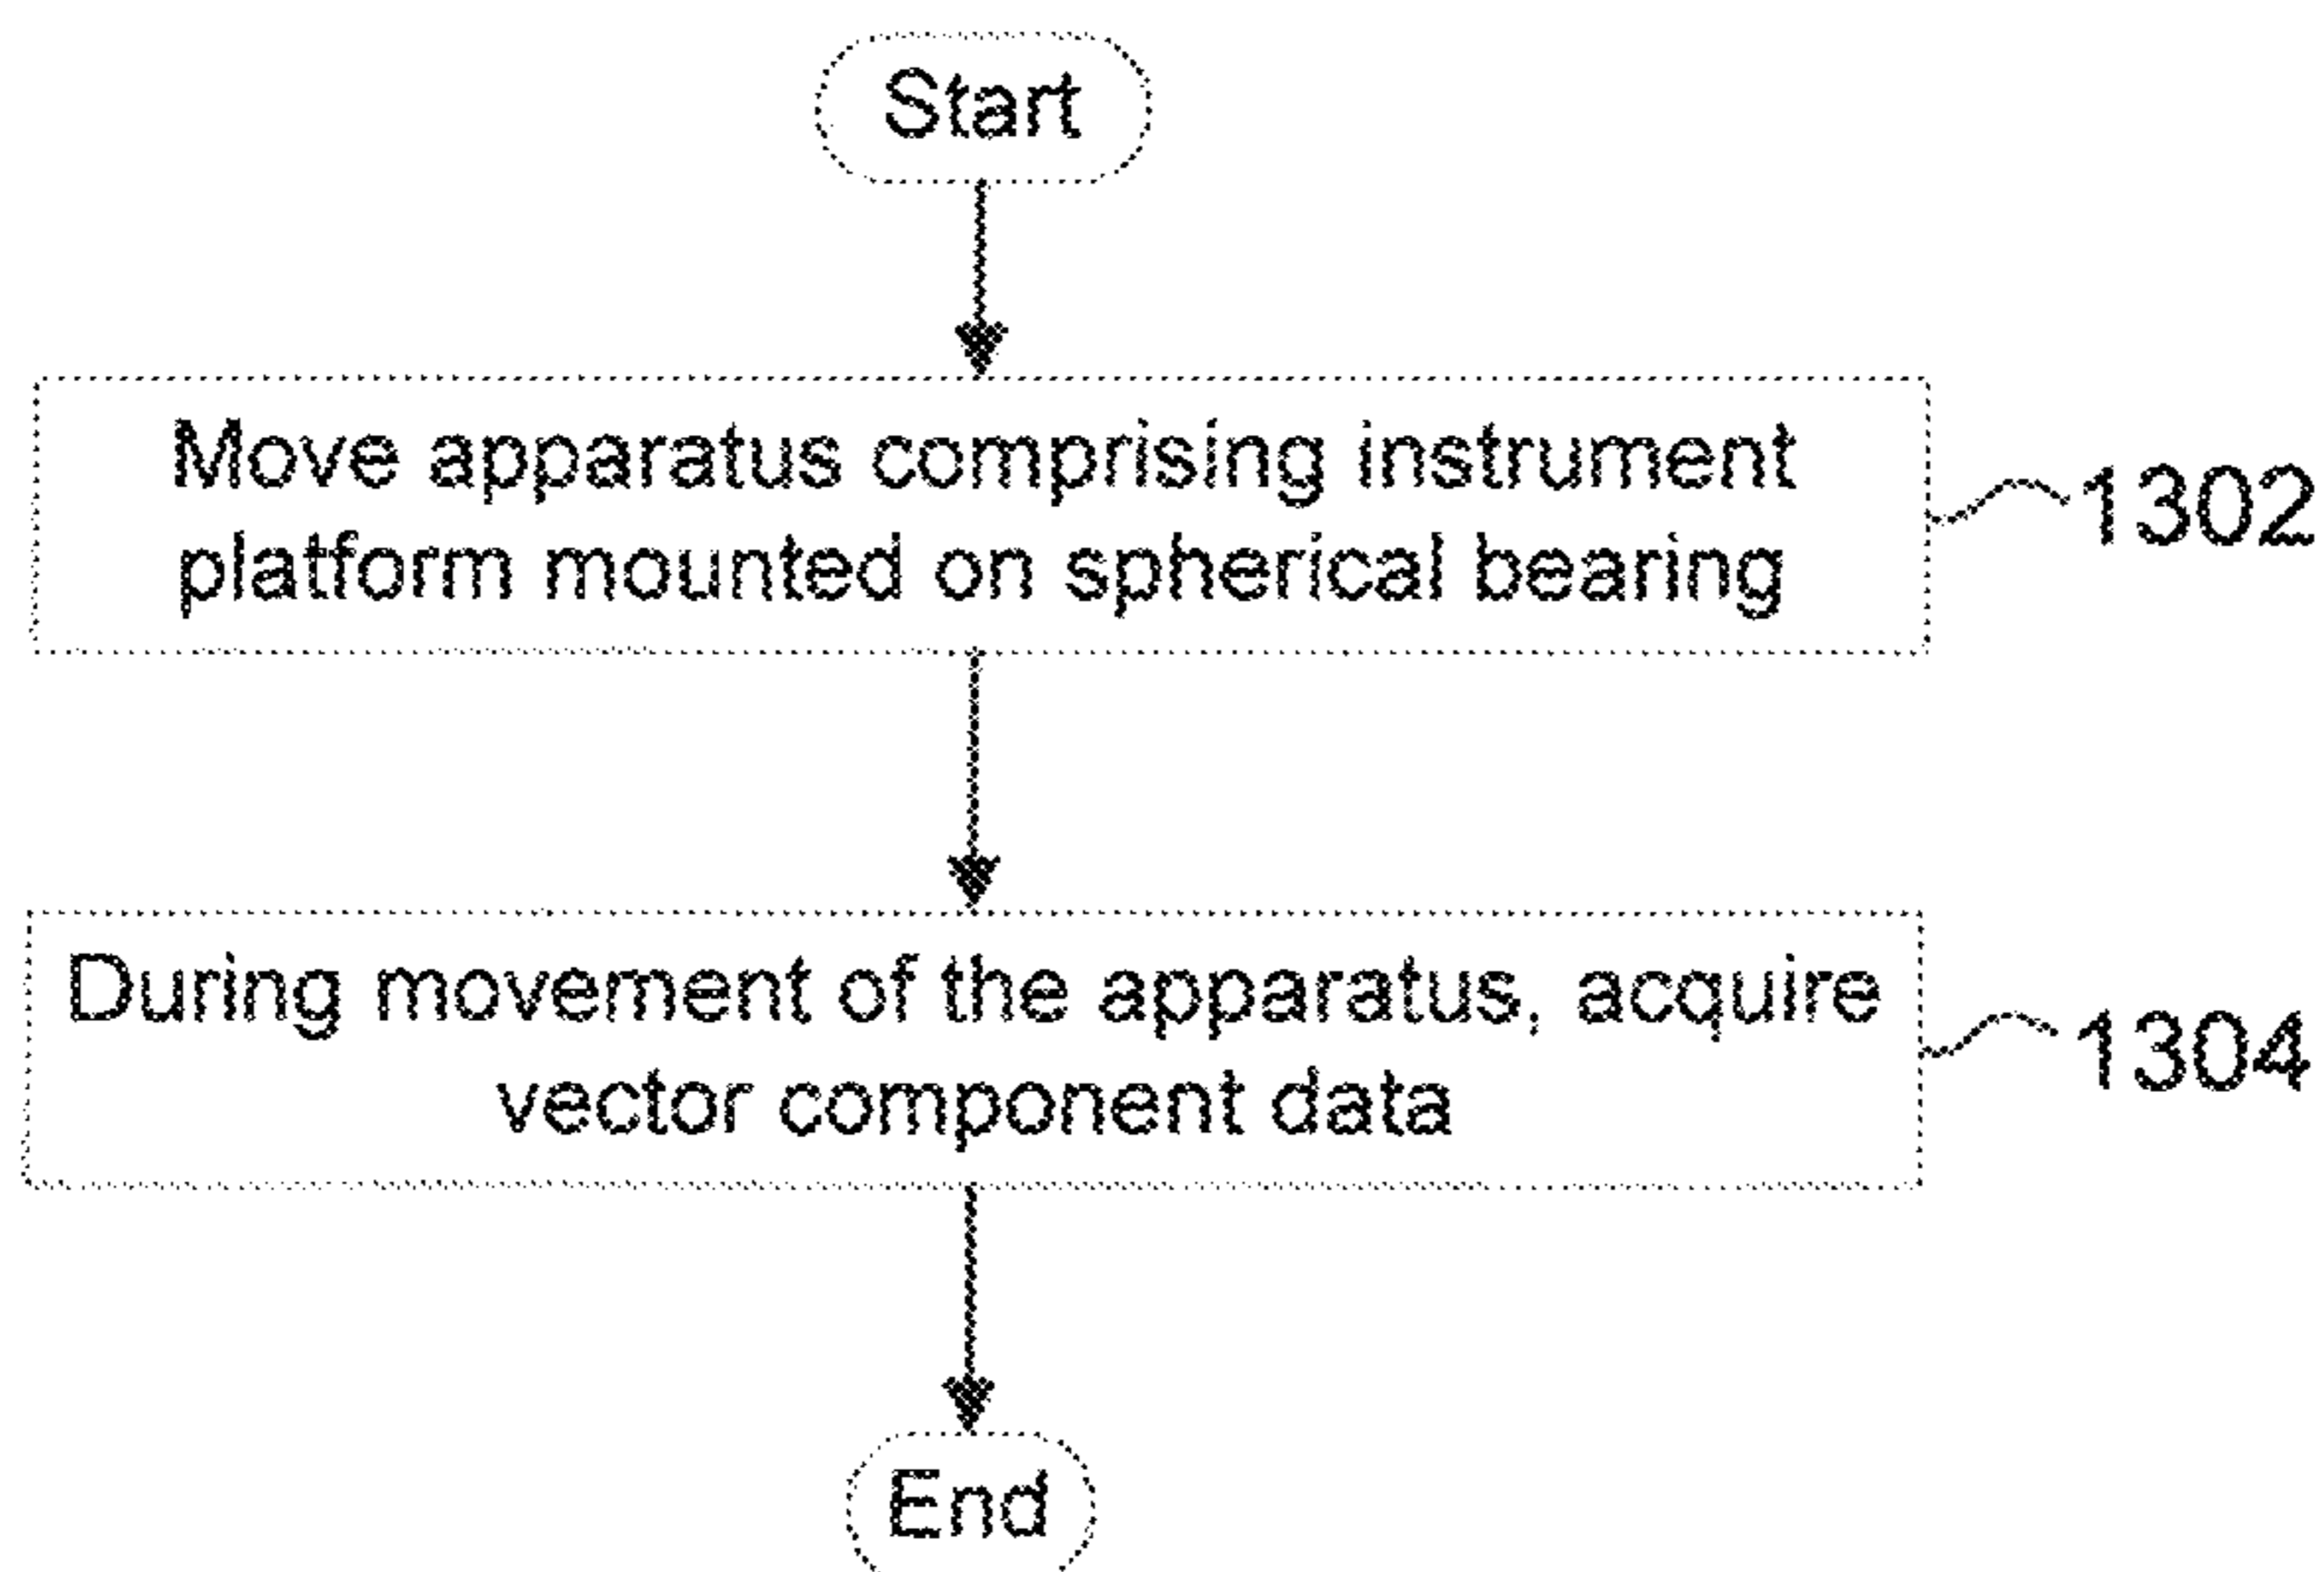 Start
Move apparatus comprising instrument
platform mounted on spherical bearing
1302
During movement of the apparatus, acquire
vector component data
1304
End